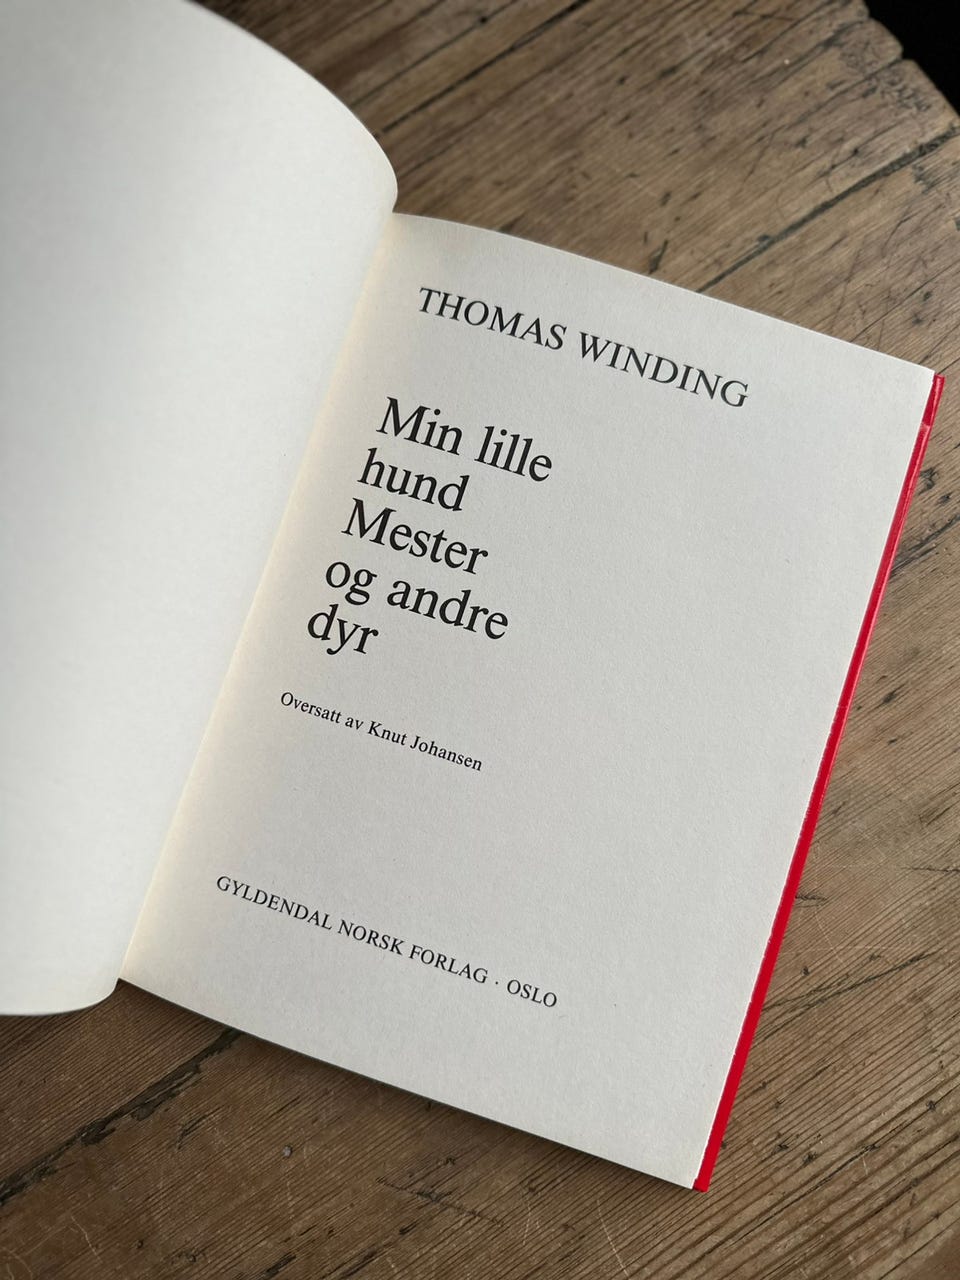 THOMAS WINDING
Min lille
hund
Mester
og andre
dyr
Oversatt av Knut Johansen
GYLDENDAL NORSK FORLAG · OSLO